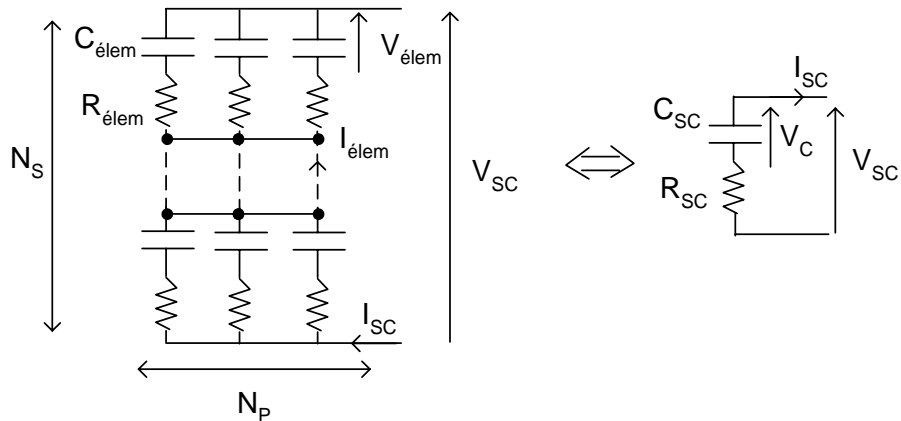 C_élem
V_élem
R_élem
I_élem
N_S
V_SC
I_SC
N_P
I_SC
C_SC
V_C
V_SC
R_SC